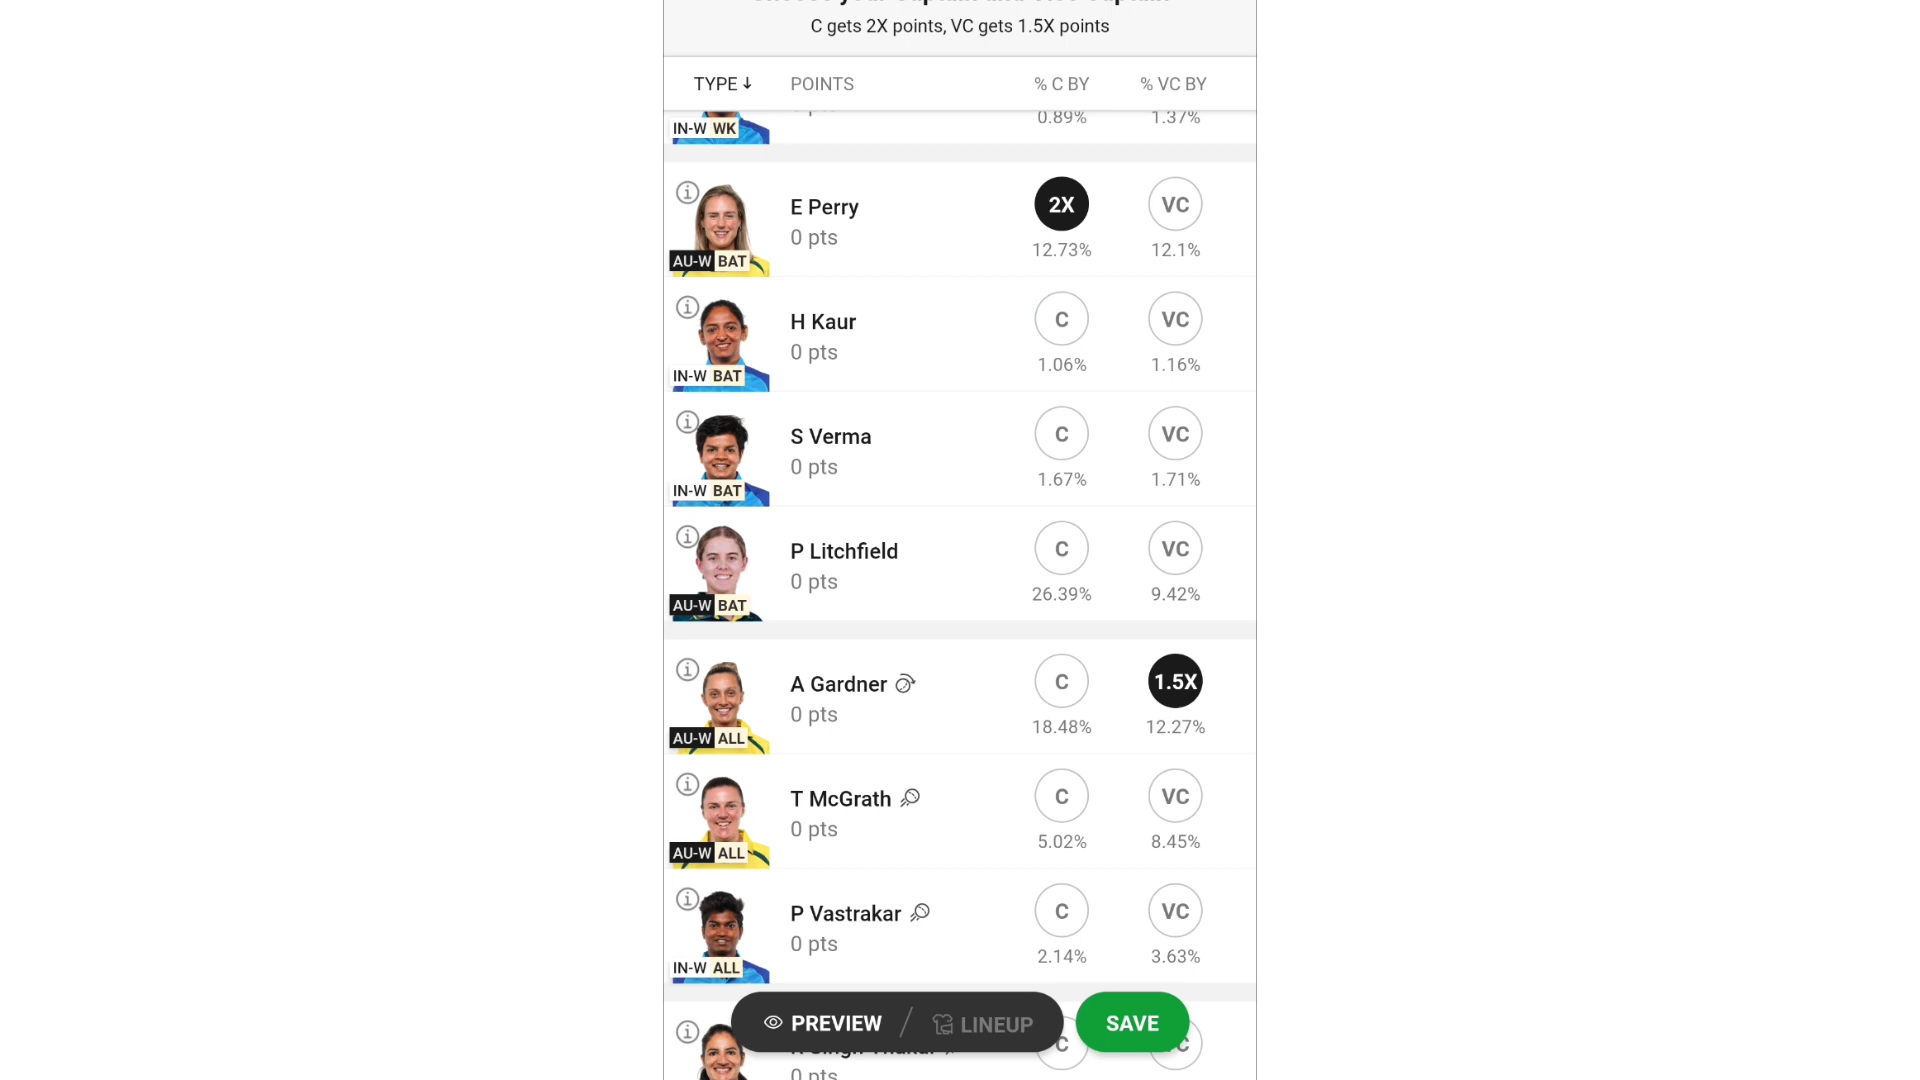 C gets 2X points, VC gets 1.5X points
TYPE ↓ POINTS % C BY % VC BY
0.89% 1.37%
IN-W WK
E Perry 2X VC
0 pts 12.73% 12.1%
AU-W BAT
H Kaur C VC
0 pts 1.06% 1.16%
IN-W BAT
S Verma C VC
0 pts 1.67% 1.71%
IN-W BAT
P Litchfield C VC
0 pts 26.39% 9.42%
AU-W BAT
A Gardner C 1.5X
0 pts 18.48% 12.27%
AU-W ALL
T McGrath C VC
0 pts 5.02% 8.45%
AU-W ALL
P Vastrakar C VC
0 pts 2.14% 3.63%
IN-W ALL
PREVIEW / LINEUP SAVE
C
0 pts